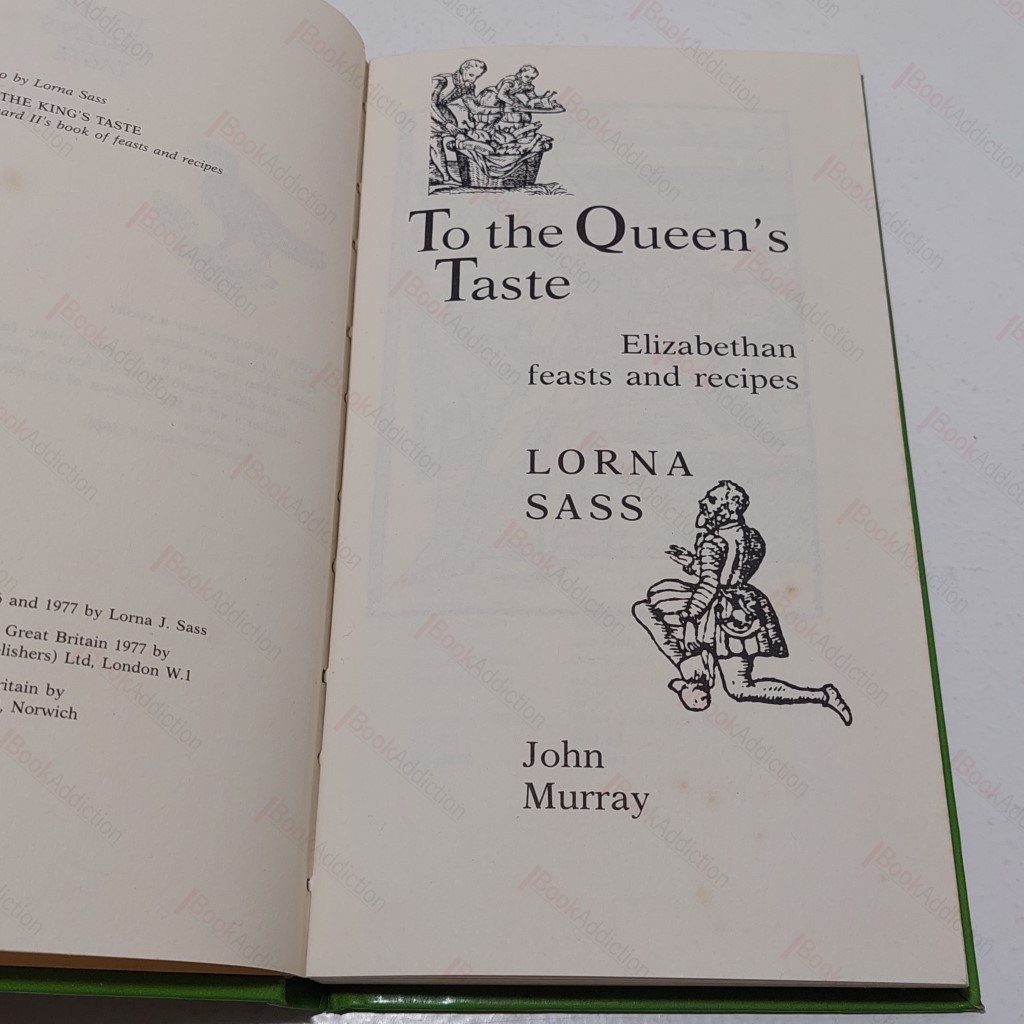 o by Lorna Sass
THE KING'S TASTE
ard II's book of feasts and recipes
6 and 1977 by Lorna J. Sass
Great Britain 1977 by
lishers) Ltd, London W.1
ritain by
, Norwich
To the Queen's
Taste
Elizabethan
feasts and recipes
LORNA
SASS
John
Murray
BookAddiction